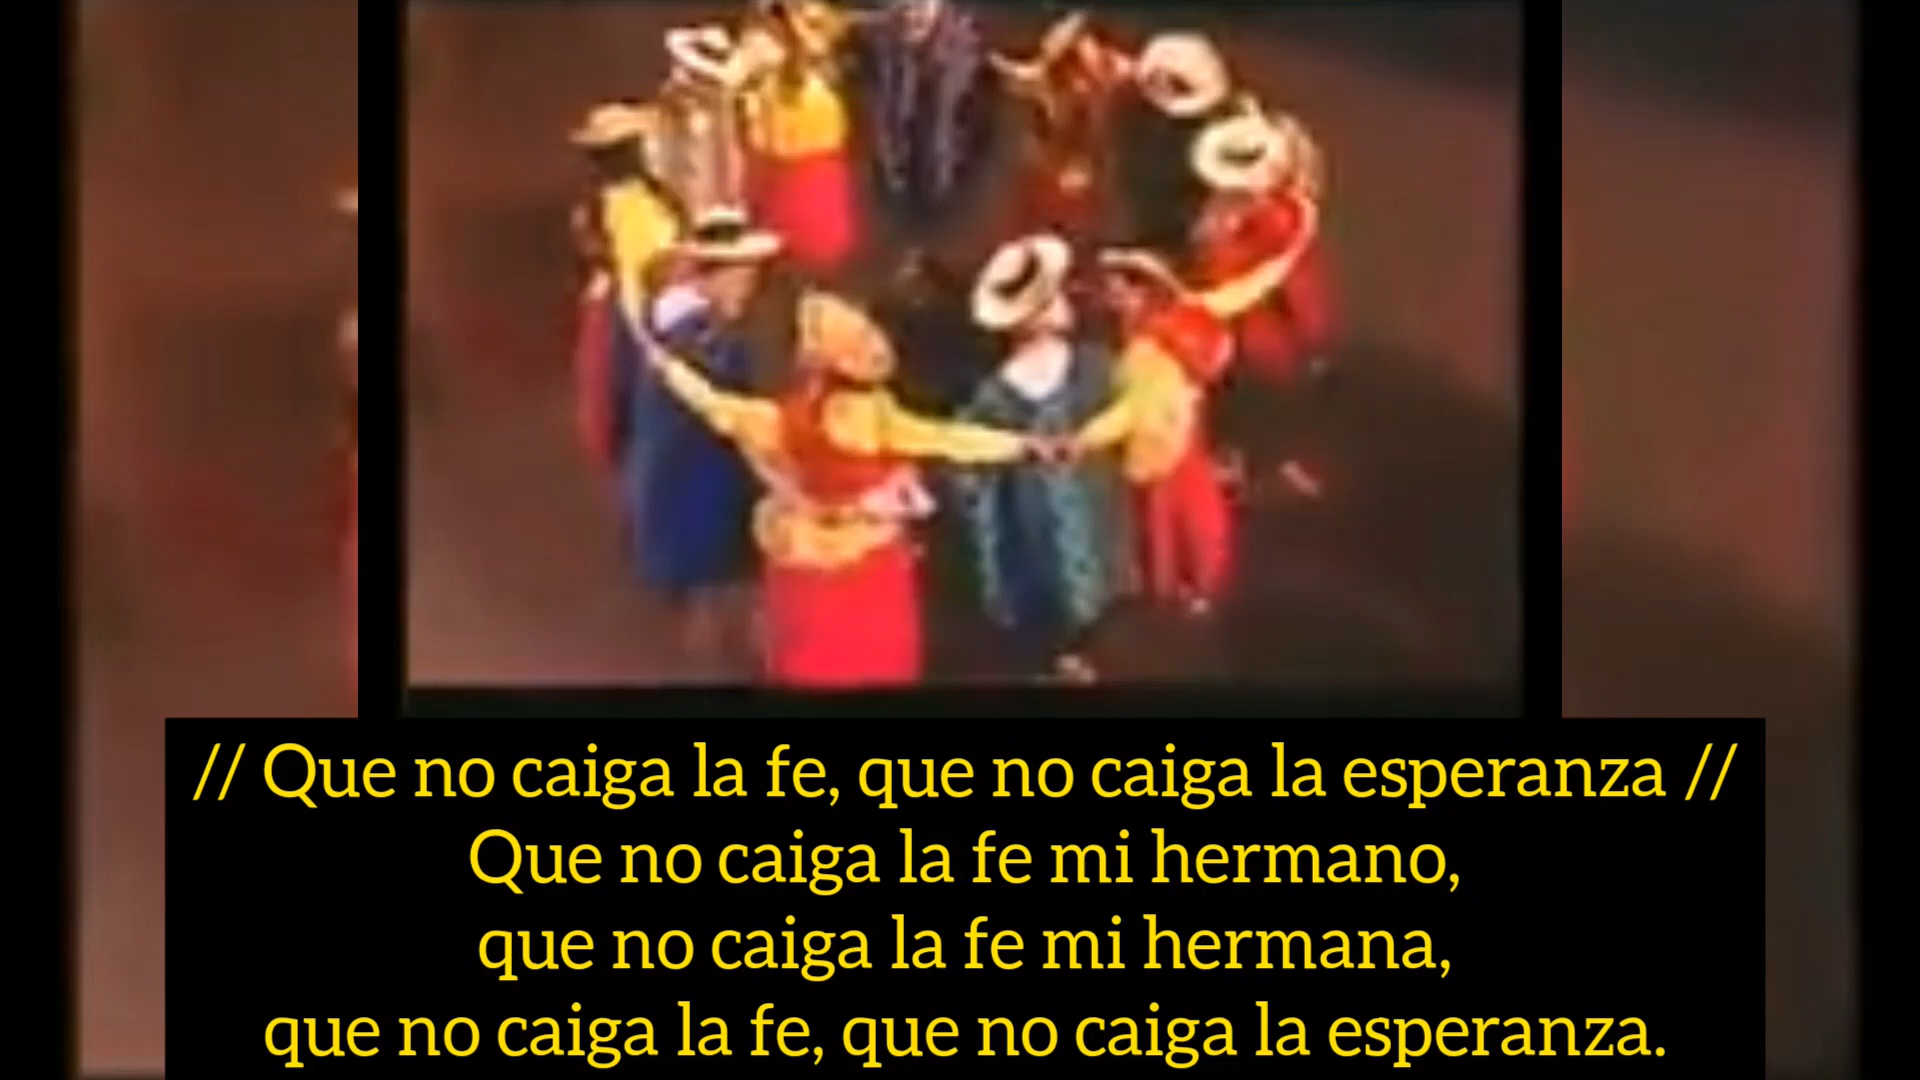 // Que no caiga la fe, que no caiga la esperanza //
Que no caiga la fe mi hermano,
que no caiga la fe mi hermana,
que no caiga la fe, que no caiga la esperanza.